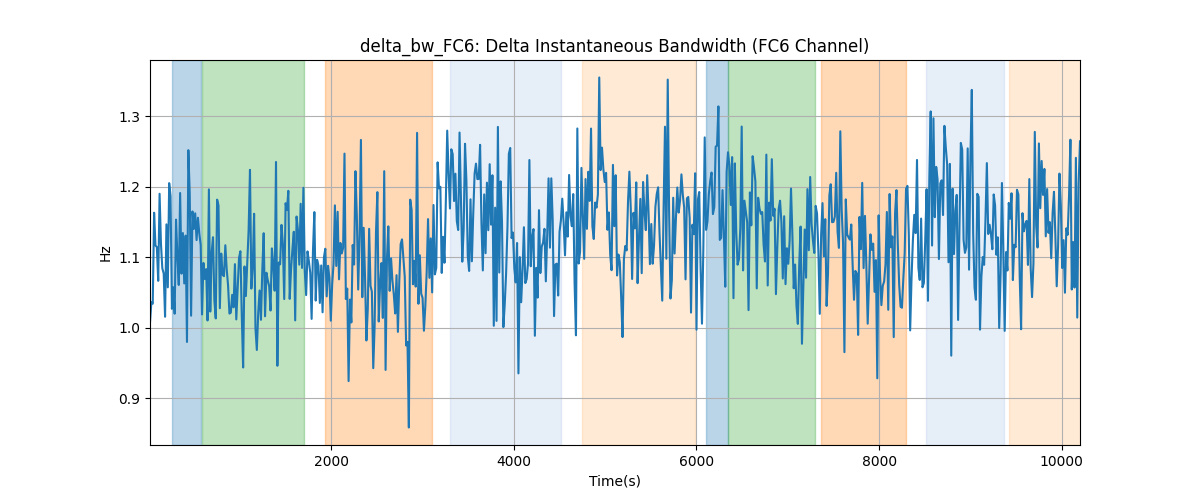 delta_bw_FC6: Delta Instantaneous Bandwidth (FC6 Channel)
1.3
1.2
1.1
1.0
0.9
Hz
2000 4000 6000 8000 10000
Time(s)